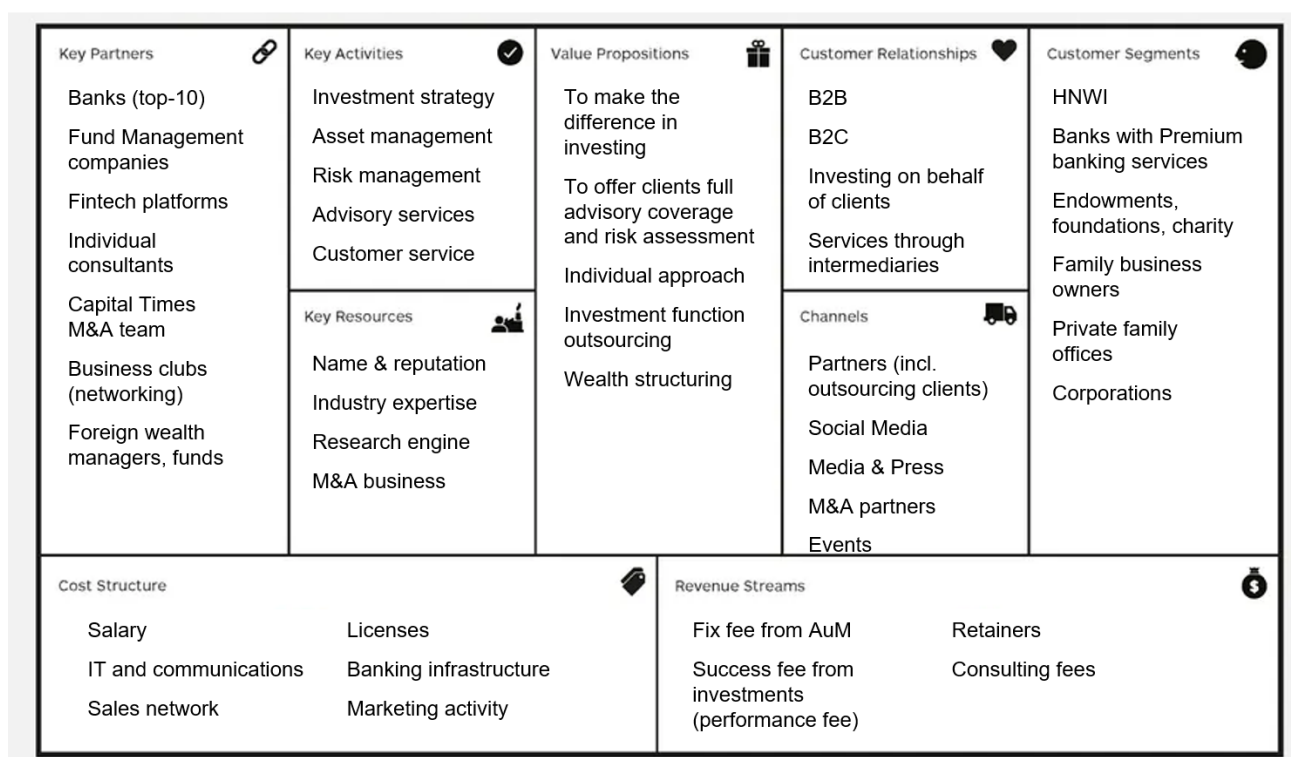 Key Partners
Banks (top-10)
Fund Management
companies
Fintech platforms
Individual
consultants
Capital Times
M&A team
Business clubs
(networking)
Foreign wealth
managers, funds
Key Activities
Investment strategy
Asset management
Risk management
Advisory services
Customer service
Key Resources
Name & reputation
Industry expertise
Research engine
M&A business
Value Propositions
To make the
difference in
investing
To offer clients full
advisory coverage
and risk assessment
Individual approach
Investment function
outsourcing
Wealth structuring
Customer Relationships
B2B
B2C
Investing on behalf
of clients
Services through
intermediaries
Channels
Partners (incl.
outsourcing clients)
Social Media
Media & Press
M&A partners
Events
Customer Segments
HNWI
Banks with Premium
banking services
Endowments,
foundations, charity
Family business
owners
Private family
offices
Corporations
Cost Structure
Salary
IT and communications
Sales network
Licenses
Banking infrastructure
Marketing activity
Revenue Streams
Fix fee from AuM
Success fee from
investments
(performance fee)
Retainers
Consulting fees
$